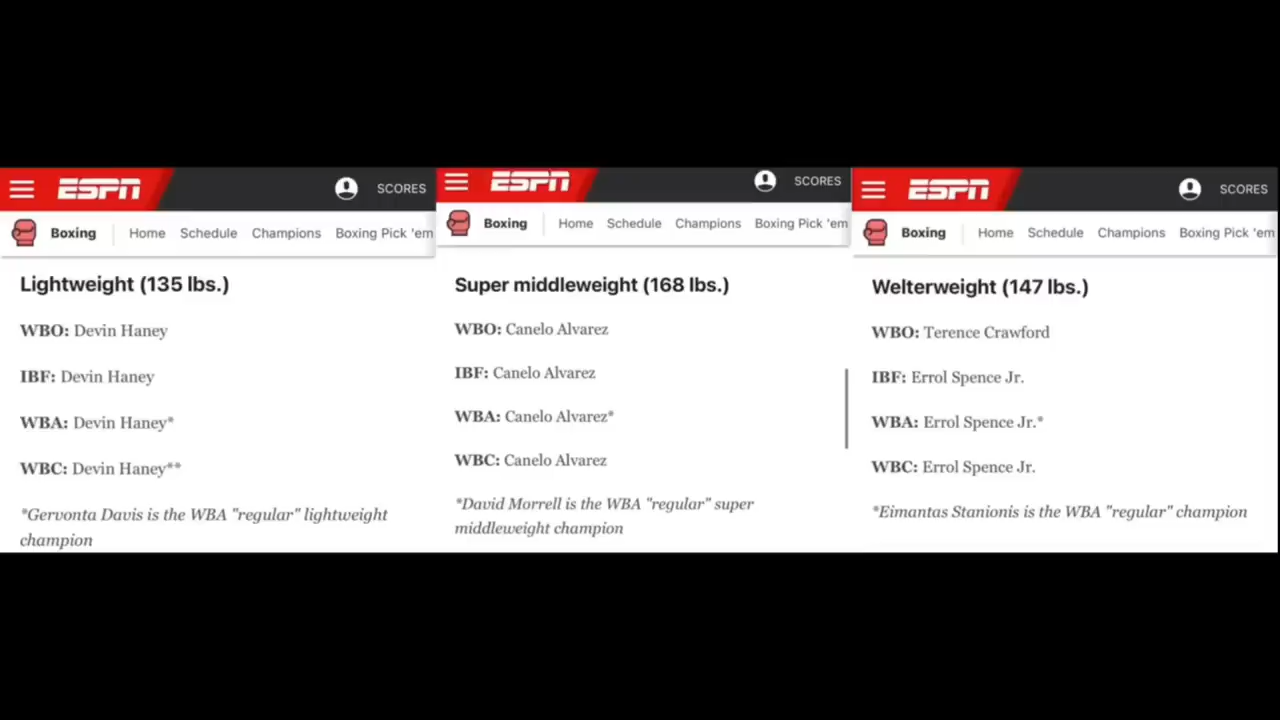 ESPN SCORES
Boxing Home Schedule Champions Boxing Pick 'em
Lightweight (135 lbs.)
WBO: Devin Haney
IBF: Devin Haney
WBA: Devin Haney*
WBC: Devin Haney**
*Gervonta Davis is the WBA "regular" lightweight
champion
ESPN SCORES
Boxing Home Schedule Champions Boxing Pick 'em
Super middleweight (168 lbs.)
WBO: Canelo Alvarez
IBF: Canelo Alvarez
WBA: Canelo Alvarez*
WBC: Canelo Alvarez
*David Morrell is the WBA "regular" super
middleweight champion
ESPN SCORES
Boxing Home Schedule Champions Boxing Pick 'em
Welterweight (147 lbs.)
WBO: Terence Crawford
IBF: Errol Spence Jr.
WBA: Errol Spence Jr.*
WBC: Errol Spence Jr.
*Eimantas Stanionis is the WBA "regular" champion